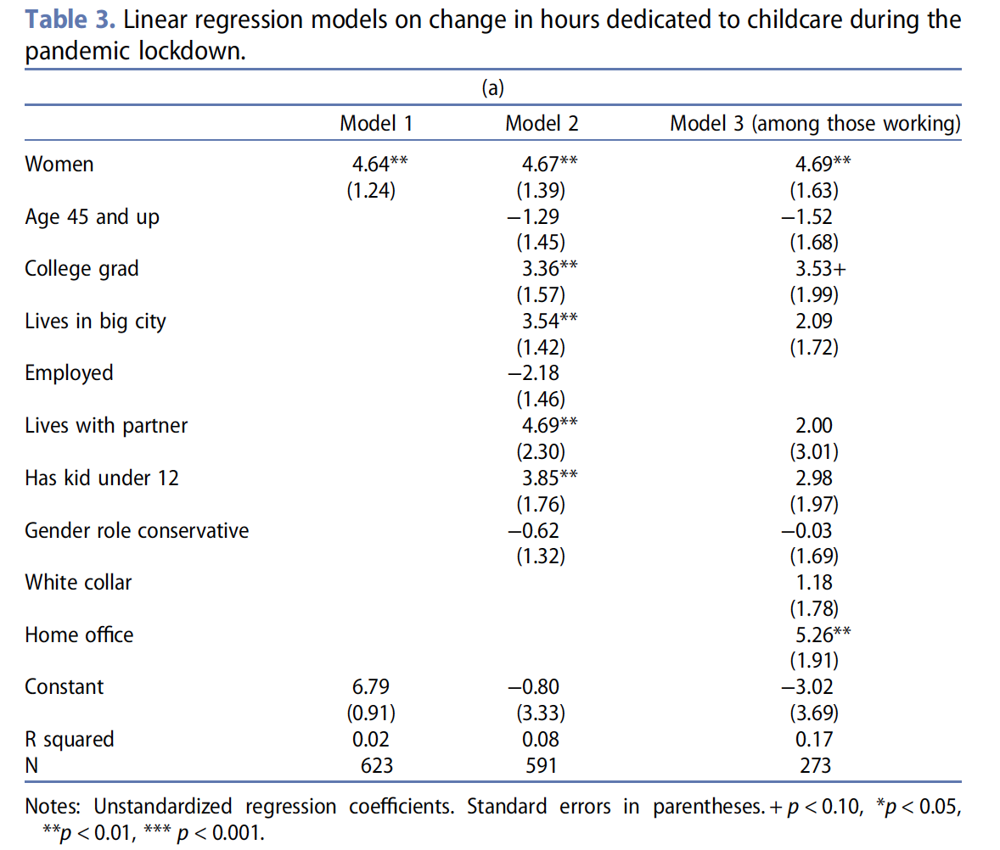 Table 3. Linear regression models on change in hours dedicated to childcare during the
pandemic lockdown.
(a)
Model 1 Model 2 Model 3 (among those working)
Women 4.64** 4.67** 4.69**
(1.24) (1.39) (1.63)
Age 45 and up −1.29 −1.52
(1.45) (1.68)
College grad 3.36** 3.53+
(1.57) (1.99)
Lives in big city 3.54** 2.09
(1.42) (1.72)
Employed −2.18
(1.46)
Lives with partner 4.69** 2.00
(2.30) (3.01)
Has kid under 12 3.85** 2.98
(1.76) (1.97)
Gender role conservative −0.62 −0.03
(1.32) (1.69)
White collar 1.18
(1.78)
Home office 5.26**
(1.91)
Constant 6.79 −0.80 −3.02
(0.91) (3.33) (3.69)
R squared 0.02 0.08 0.17
N 623 591 273
Notes: Unstandardized regression coefficients. Standard errors in parentheses. + p < 0.10, *p < 0.05,
**p < 0.01, *** p < 0.001.